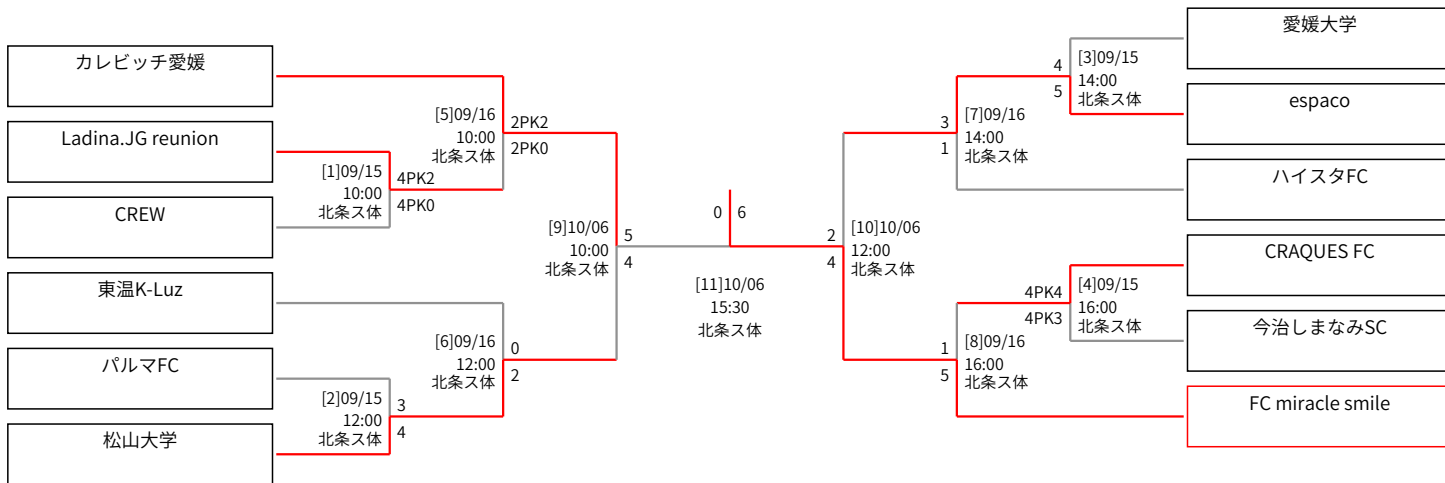 カレビッチ愛媛
Ladina.JG reunion
CREW
東温K-Luz
パルマFC
松山大学
[1]09/15
10:00
北条ス体
4PK2
4PK0
[2]09/15
12:00
北条ス体
3
4
[5]09/16
10:00
北条ス体
2PK2
2PK0
[6]09/16
12:00
北条ス体
0
2
[9]10/06
10:00
北条ス体
5
4
0 6
[11]10/06
15:30
北条ス体
2
4
[10]10/06
12:00
北条ス体
3
1
[7]09/16
14:00
北条ス体
1
5
[8]09/16
16:00
北条ス体
4
5
[3]09/15
14:00
北条ス体
4PK4
4PK3
[4]09/15
16:00
北条ス体
愛媛大学
espaco
ハイスタFC
CRAQUES FC
今治しまなみSC
FC miracle smile